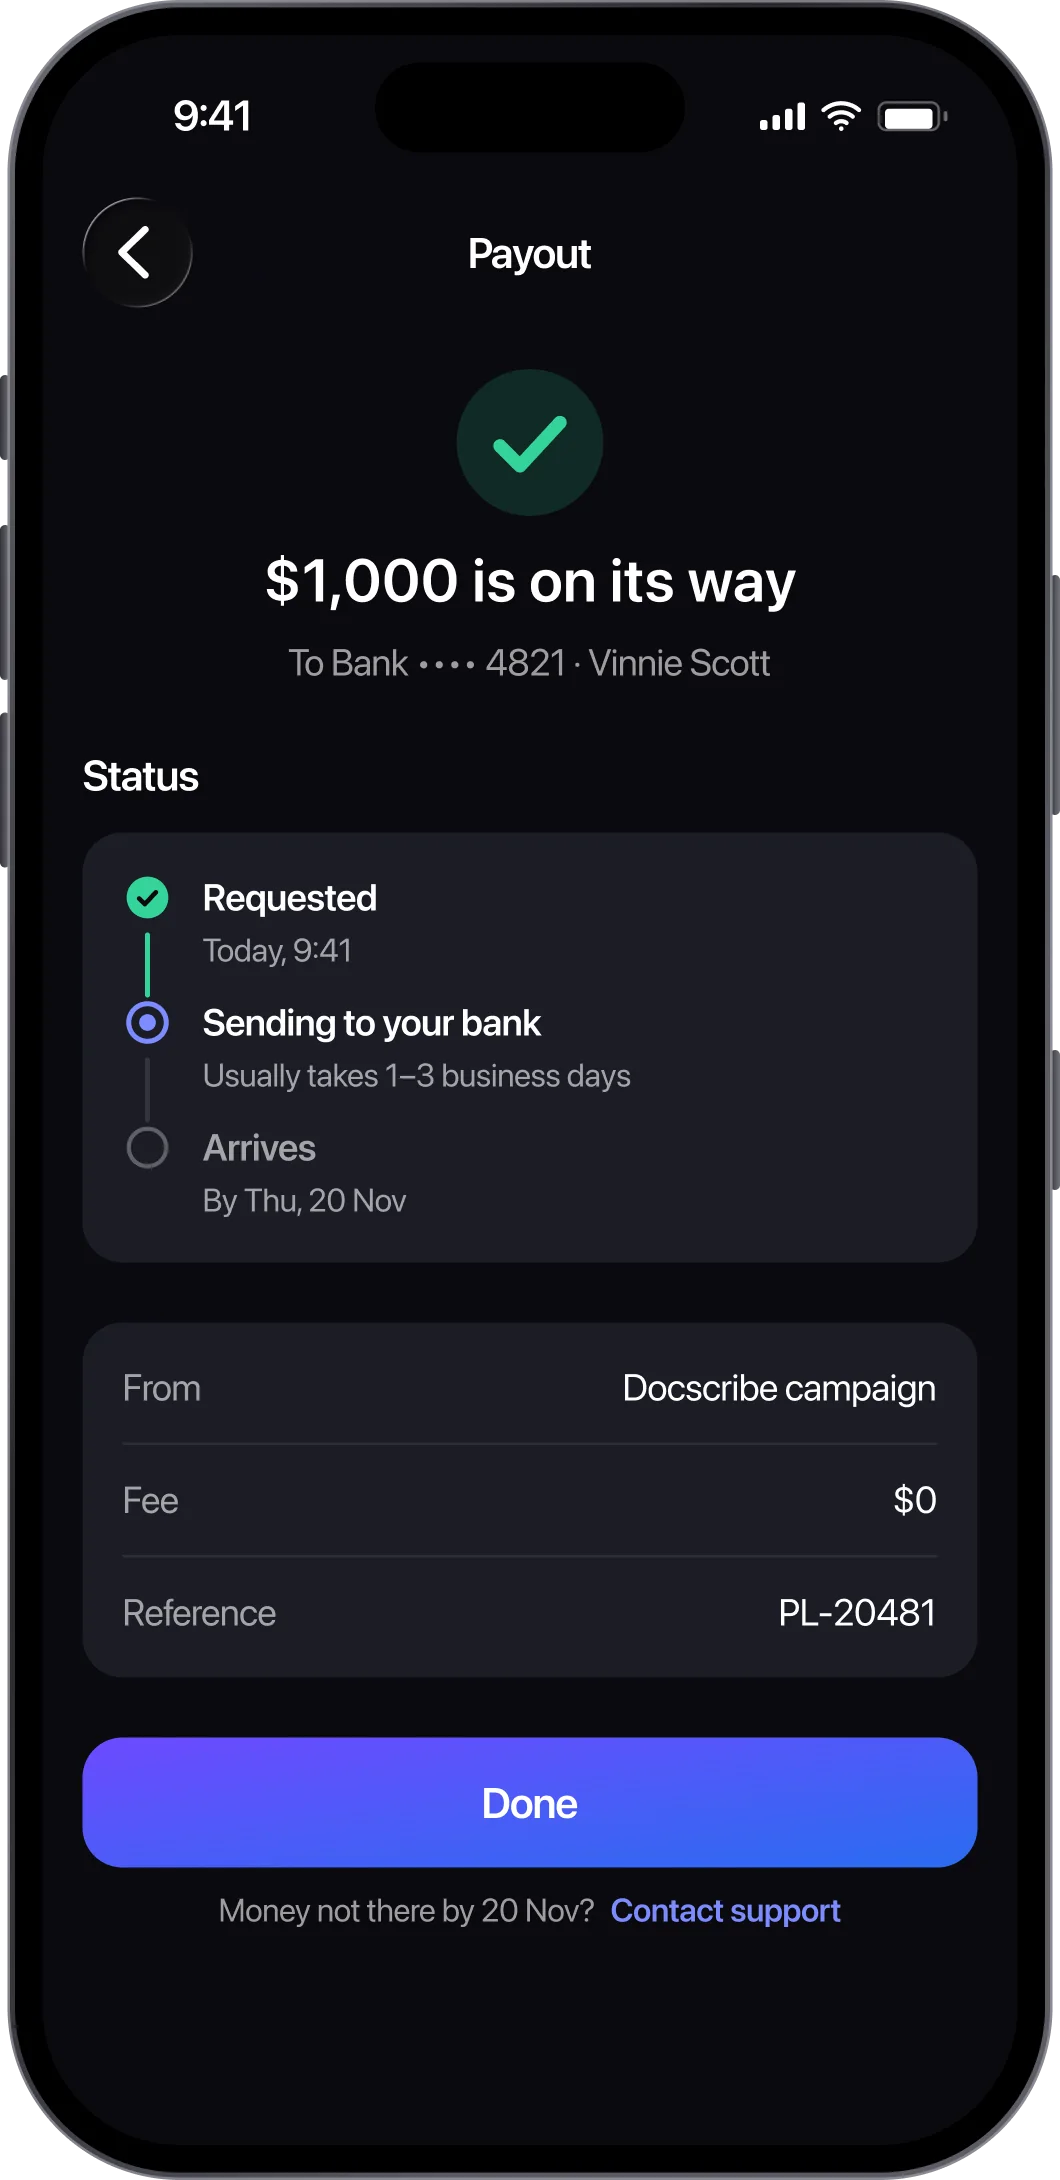 9:41
Payout
$1,000 is on its way
To Bank •••• 4821 · Vinnie Scott
Status
Requested
Today, 9:41
Sending to your bank
Usually takes 1–3 business days
Arrives
By Thu, 20 Nov
From Docscribe campaign
Fee $0
Reference PL-20481
Done
Money not there by 20 Nov? Contact support